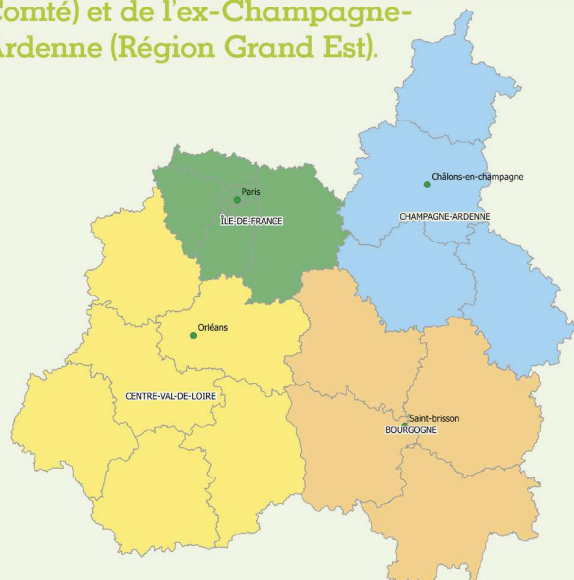 Comté) et de l'ex-Champagne-
Ardenne (Région Grand Est).
Châlons-en-champagne
Paris
CHAMPAGNE-ARDENNE
ÎLE-DE-FRANCE
Orléans
CENTRE-VAL-DE-LOIRE
Saint-brisson
BOURGOGNE